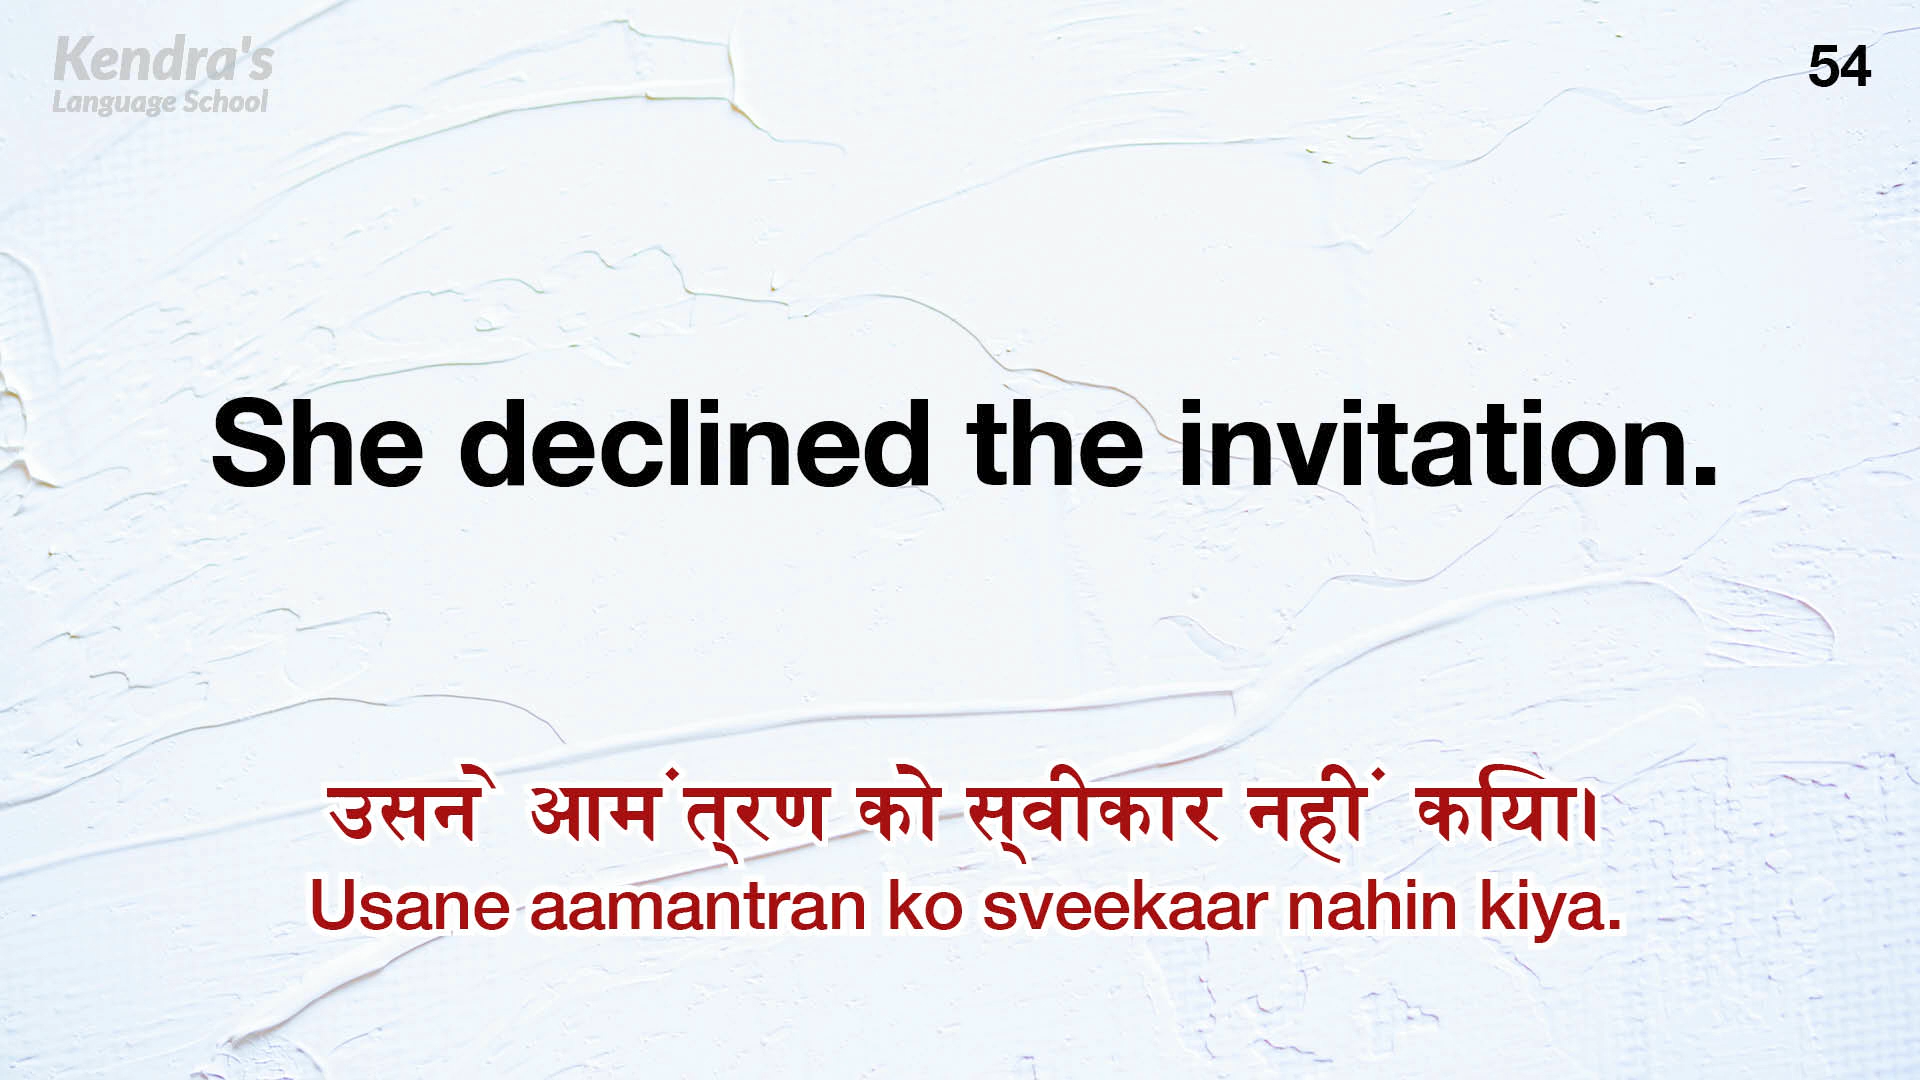 Kendra's
Language School
54
She declined the invitation.
उसने आमंत्रण को स्वीकार नहीं किया।
Usane aamantran ko sveekaar nahin kiya.